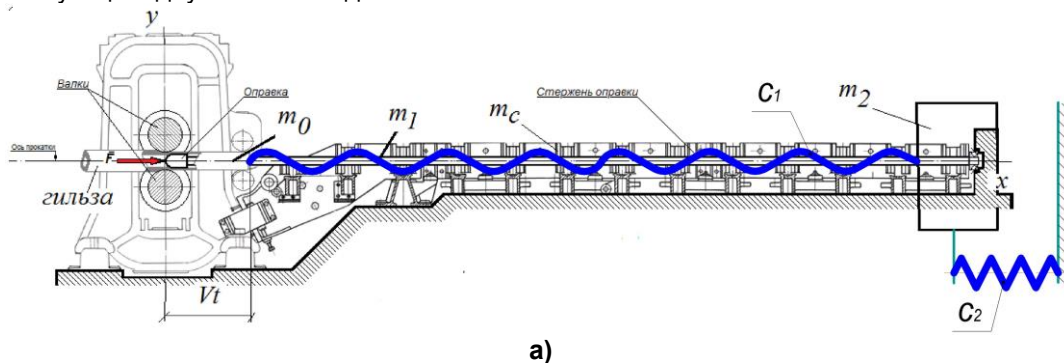 y
Валки
Оправка
Стержень оправки
C1
m2
m0
m1
mc
Ось прокатки
F
гильза
x
Vt
C2
а)